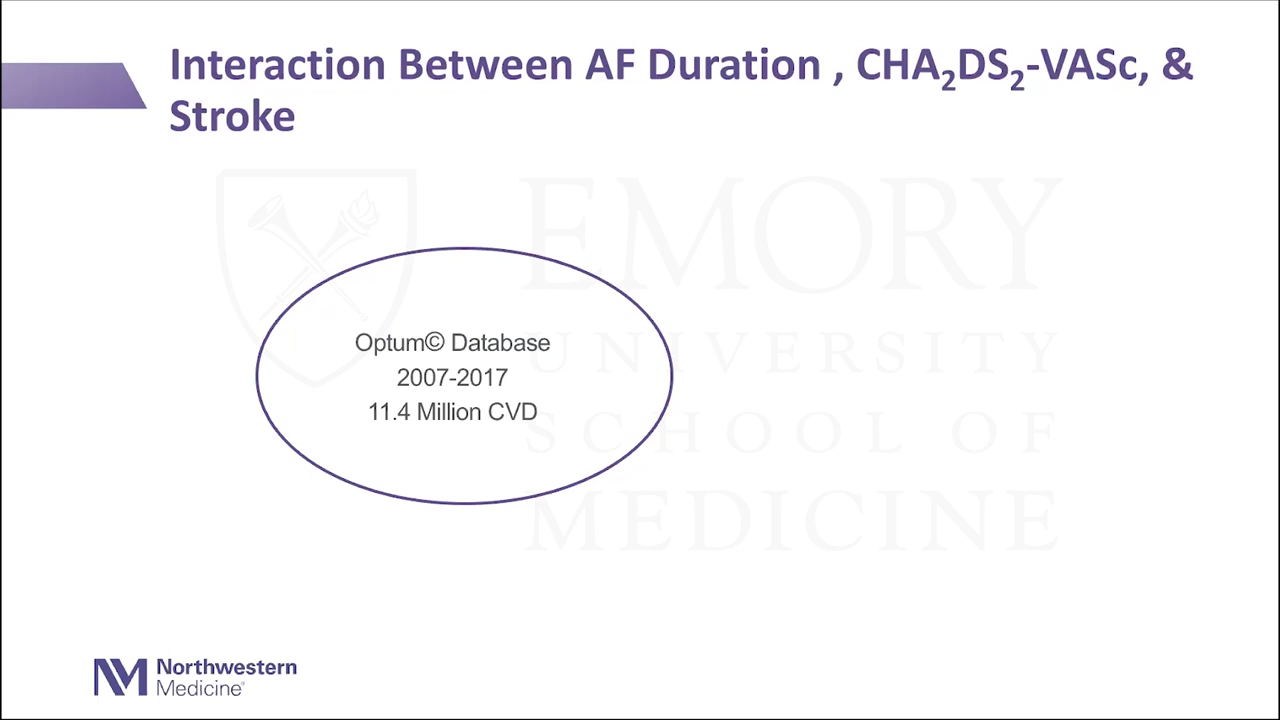 Interaction Between AF Duration , CHA₂DS₂-VASc, &
Stroke
EMORY
UNIVERSITY
SCHOOL OF
MEDICINE
Optum© Database
2007-2017
11.4 Million CVD
NM Northwestern
Medicine®